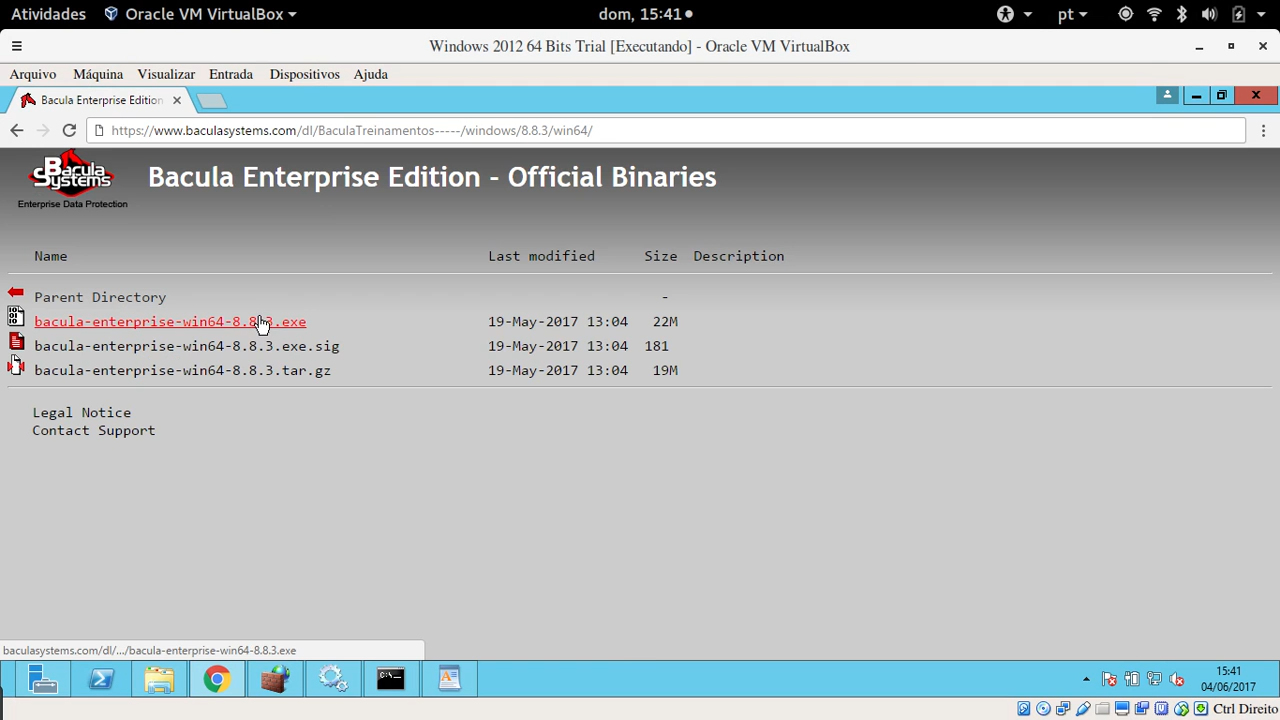 Atividades Oracle VM VirtualBox dom, 15:41 pt
Windows 2012 64 Bits Trial [Executando] - Oracle VM VirtualBox
Arquivo Máquina Visualizar Entrada Dispositivos Ajuda
Bacula Enterprise Edition
https://www.baculasystems.com/dl/BaculaTreinamentos-----/windows/8.8.3/win64/
Bacula Systems
Enterprise Data Protection
Bacula Enterprise Edition - Official Binaries
Name Last modified Size Description
Parent Directory -
bacula-enterprise-win64-8.8.3.exe 19-May-2017 13:04 22M
bacula-enterprise-win64-8.8.3.exe.sig 19-May-2017 13:04 181
bacula-enterprise-win64-8.8.3.tar.gz 19-May-2017 13:04 19M
Legal Notice
Contact Support
baculasystems.com/dl/.../bacula-enterprise-win64-8.8.3.exe
15:41
04/06/2017
Ctrl Direito